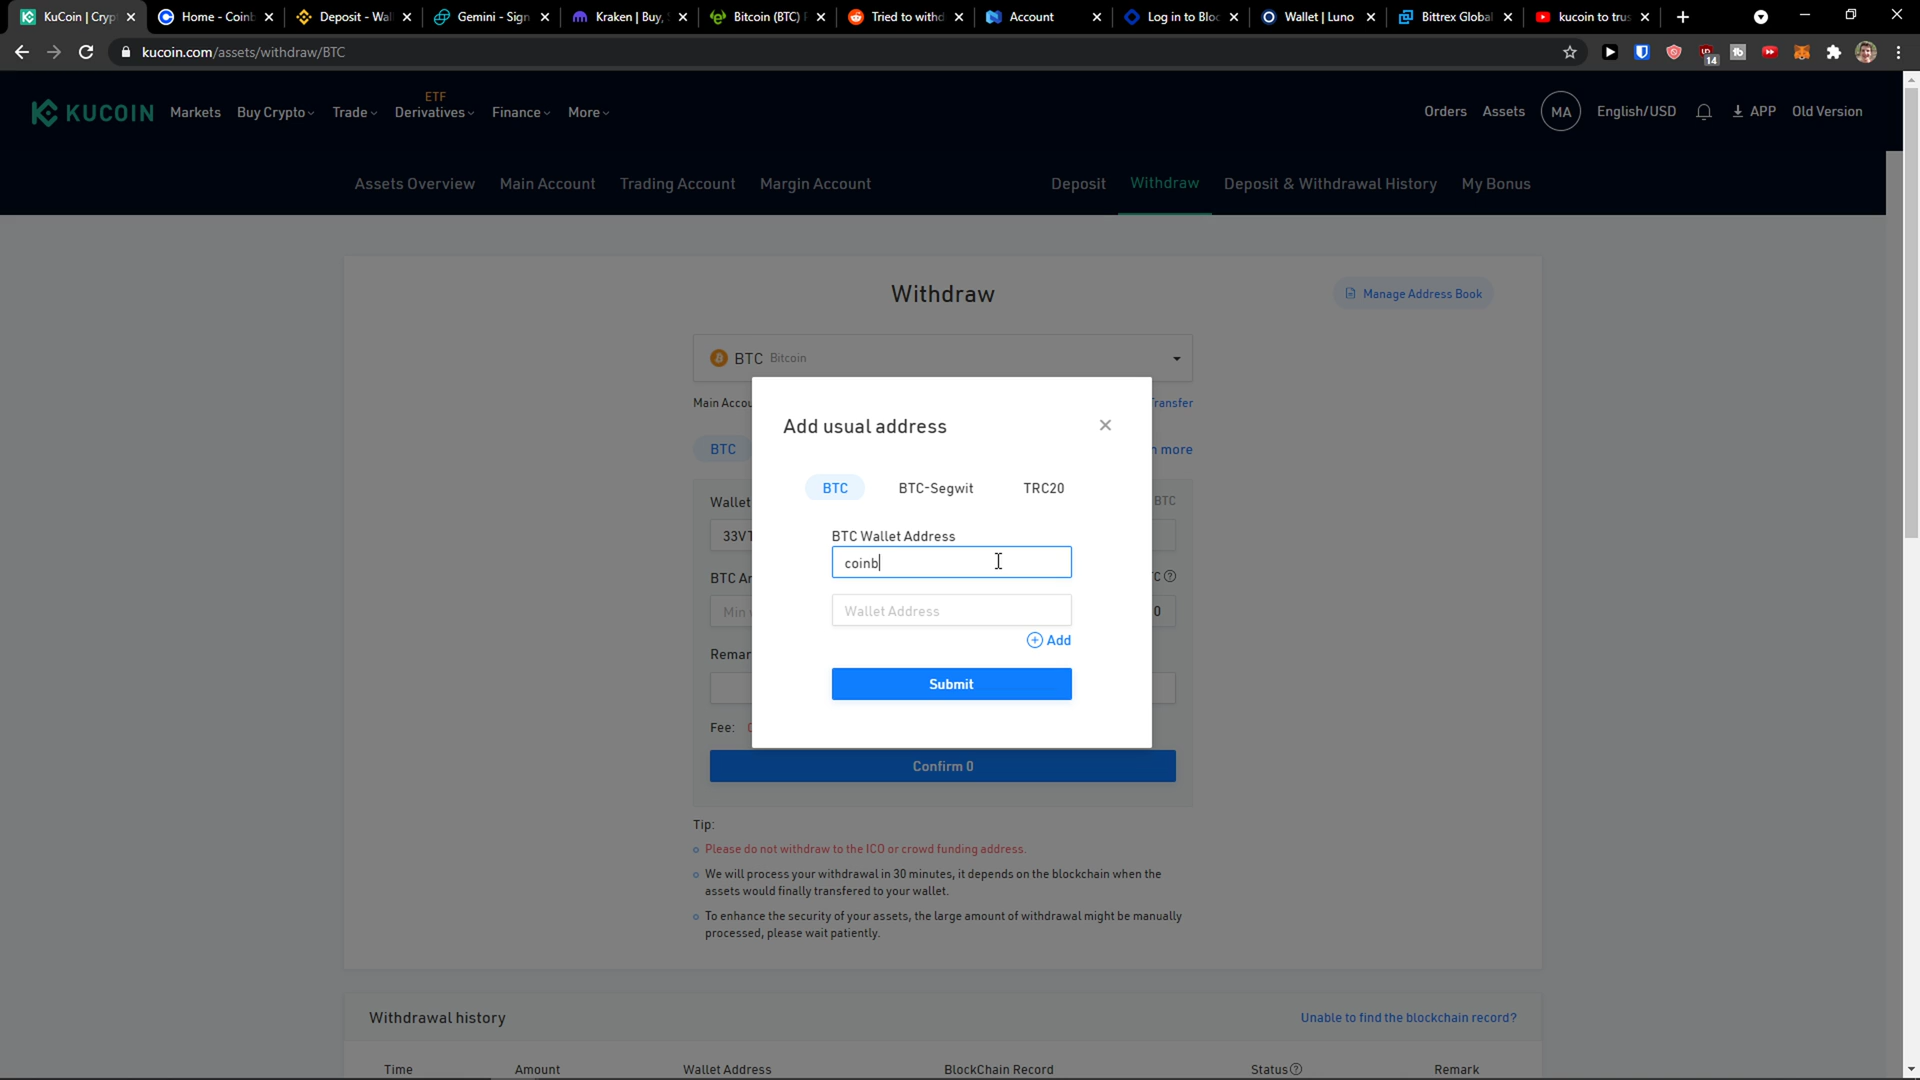 KuCoin | Cryp
Home - Coinb
Deposit - Wal
Gemini - Sign
Kraken | Buy,
Bitcoin (BTC)
Tried to withd
Account
Log in to Bloc
Wallet | Luno
Bittrex Global
kucoin to trus
kucoin.com/assets/withdraw/BTC
14
KUCOIN
Markets
Buy Crypto
Trade
ETF
Derivatives
Finance
More
Orders
Assets
MA
English/USD
APP
Old Version
Assets Overview
Main Account
Trading Account
Margin Account
Deposit
Withdraw
Deposit & Withdrawal History
My Bonus
Withdraw
Manage Address Book
BTC Bitcoin
Main Accou
Transfer
BTC
n more
Add usual address
BTC
BTC-Segwit
TRC20
Wallet
BTC
33VT
BTC Wallet Address
coinb
BTC Am
TC
Min
Wallet Address
0
Add
Remar
Submit
Fee:
Confirm 0
Tip:
Please do not withdraw to the ICO or crowd funding address.
We will process your withdrawal in 30 minutes, it depends on the blockchain when the
assets would finally transfered to your wallet.
To enhance the security of your assets, the large amount of withdrawal might be manually
processed, please wait patiently.
Withdrawal history
Unable to find the blockchain record?
Time
Amount
Wallet Address
BlockChain Record
Status
Remark